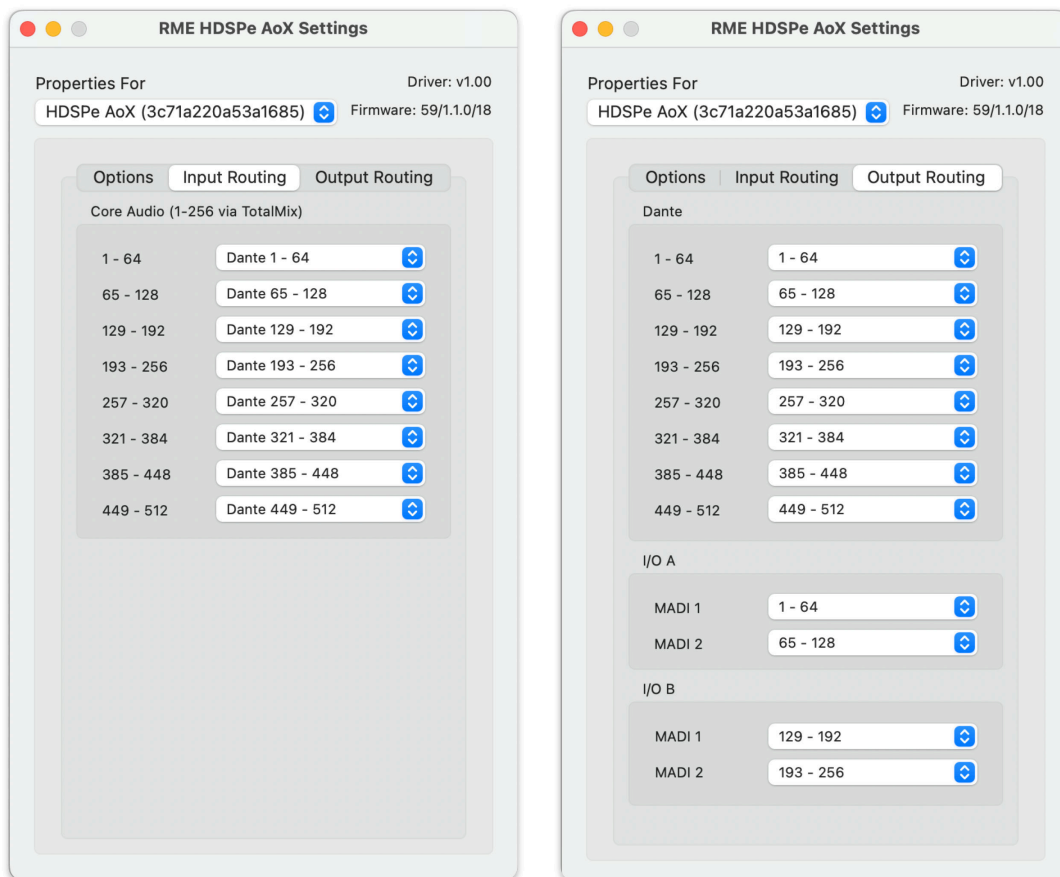 RME HDSPe AoX Settings
Properties For
Driver: v1.00
HDSPe AoX (3c71a220a53a1685)
Firmware: 59/1.1.0/18
Options
Input Routing
Output Routing
Core Audio (1-256 via TotalMix)
1 - 64 Dante 1 - 64
65 - 128 Dante 65 - 128
129 - 192 Dante 129 - 192
193 - 256 Dante 193 - 256
257 - 320 Dante 257 - 320
321 - 384 Dante 321 - 384
385 - 448 Dante 385 - 448
449 - 512 Dante 449 - 512
RME HDSPe AoX Settings
Properties For
Driver: v1.00
HDSPe AoX (3c71a220a53a1685)
Firmware: 59/1.1.0/18
Options
Input Routing
Output Routing
Dante
1 - 64 1 - 64
65 - 128 65 - 128
129 - 192 129 - 192
193 - 256 193 - 256
257 - 320 257 - 320
321 - 384 321 - 384
385 - 448 385 - 448
449 - 512 449 - 512
I/O A
MADI 1 1 - 64
MADI 2 65 - 128
I/O B
MADI 1 129 - 192
MADI 2 193 - 256